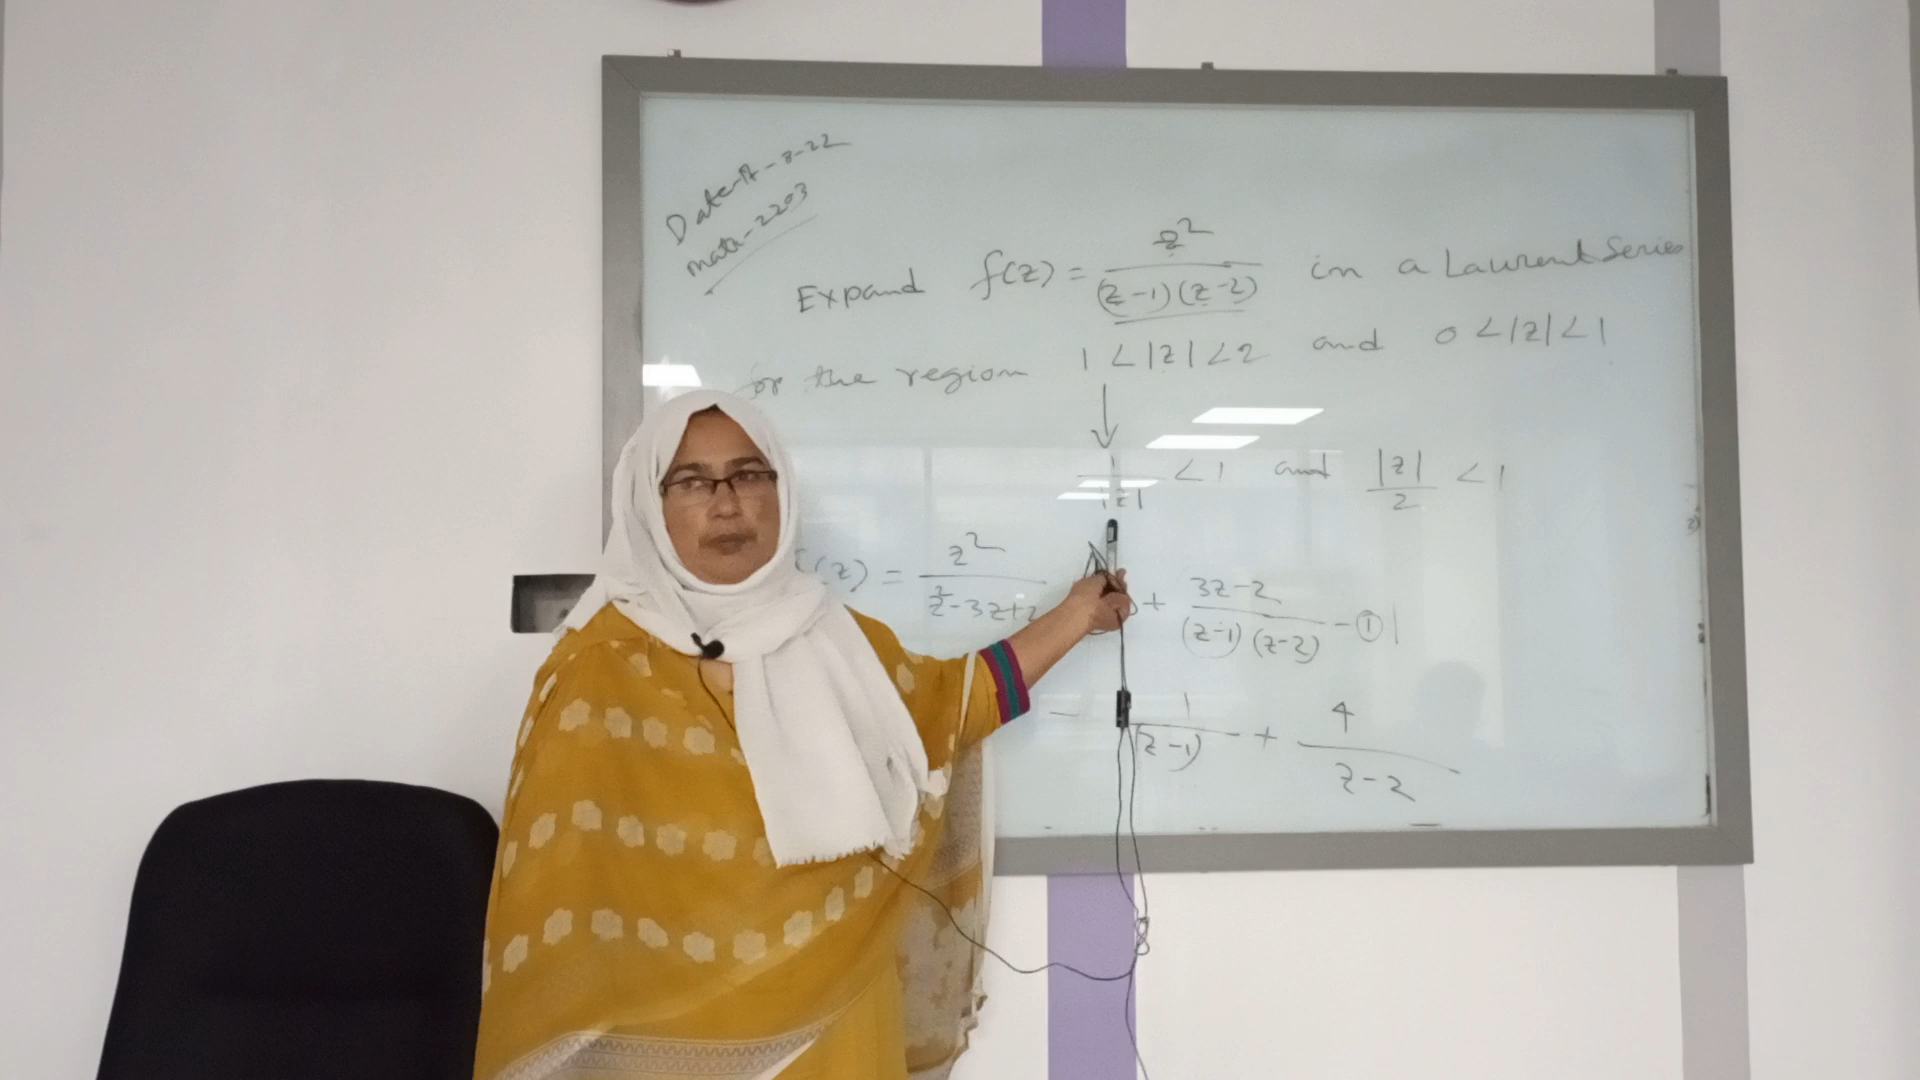 Date-17-8-22
math-2203
Expand f(z) = z² / (z-1)(z-2) in a Laurent Series
for the region 1 < |z| < 2 and 0 < |z| < 1
↓
1/|z| < 1 and |z|/2 < 1
f(z) = z² / z²-3z+2 + 3z-2 / (z-1)(z-2) - ①
- 1/(z-1) + 4/z-2